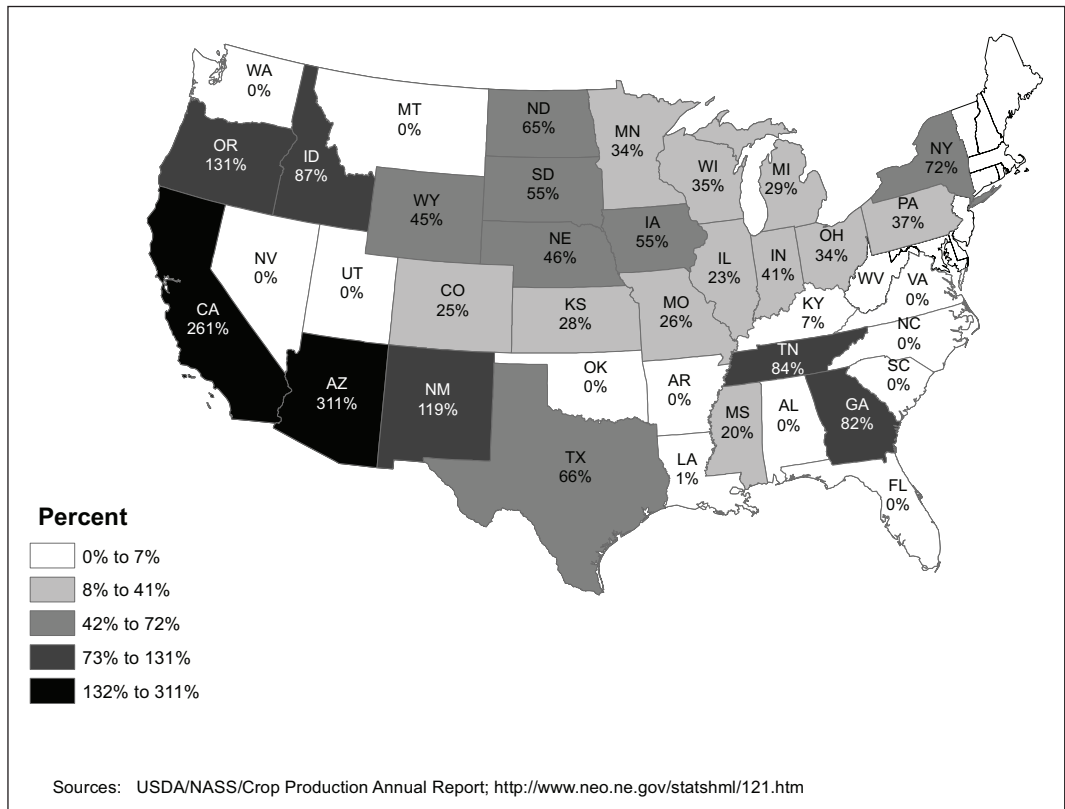 WA
0%
MT
0%
ND
65%
MN
34%
OR
131%
ID
87%
SD
55%
WI
35%
MI
29%
NY
72%
WY
45%
NE
46%
IA
55%
PA
37%
NV
0%
UT
0%
CO
25%
KS
28%
MO
26%
IL
23%
IN
41%
OH
34%
WV
VA
0%
KY
7%
CA
261%
AZ
311%
NM
119%
OK
0%
AR
0%
TN
84%
NC
0%
SC
0%
TX
66%
LA
1%
MS
20%
AL
0%
GA
82%
FL
0%
Percent
0% to 7%
8% to 41%
42% to 72%
73% to 131%
132% to 311%
Sources: USDA/NASS/Crop Production Annual Report; http://www.neo.ne.gov/statshml/121.htm